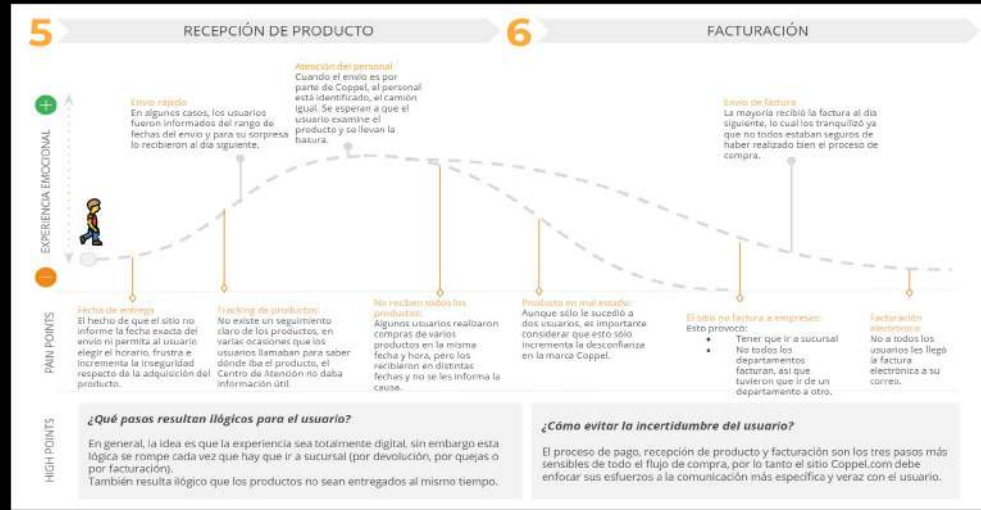 5 RECEPCIÓN DE PRODUCTO
6 FACTURACIÓN
EXPERIENCIA EMOCIONAL
Envío rápido
En algunos casos, los usuarios
fueron informados del rango de
fechas del envío y para su sorpresa
lo recibieron al día siguiente.
Atención del personal
Cuando el envío es por
parte de Coppel, el personal
está identificado, el camión
igual. Se esperan a que el
usuario examine el
producto y se llevan la
basura.
Envío de factura
La mayoría recibió la factura al día
siguiente, lo cual los tranquilizó ya
que no todos estaban seguros de
haber realizado bien el proceso de
compra.
PAIN POINTS
Fecha de entrega
El hecho de que el sitio no
informe la fecha exacta del
envío ni permita al usuario
elegir el horario, frustra e
incrementa la inseguridad
respecto de la adquisición del
producto.
Tracking de productos:
No existe un seguimiento
claro de los productos, en
varias ocasiones que los
usuarios llamaban para saber
dónde iba el producto, el
Centro de Atención no daba
información útil.
No reciben todos los
productos:
Algunos usuarios realizaron
compras de varios
productos en la misma
fecha y hora, pero los
recibieron en distintas
fechas y no se les informa la
causa.
Producto en mal estado:
Aunque sólo le sucedió a
dos usuarios, es importante
considerar que esto sólo
incrementa la desconfianza
en la marca Coppel.
El sitio no factura a empresas:
Esto provocó:
• Tener que ir a sucursal
• No todos los
departamentos
facturan, así que
tuvieron que ir de un
departamento a otro.
Facturación
electrónica:
No a todos los
usuarios les llegó
la factura
electrónica a su
correo.
HIGH POINTS
¿Qué pasos resultan ilógicos para el usuario?
En general, la idea es que la experiencia sea totalmente digital, sin embargo esta
lógica se rompe cada vez que hay que ir a sucursal (por devolución, por quejas o
por facturación).
También resulta ilógico que los productos no sean entregados al mismo tiempo.
¿Cómo evitar la incertidumbre del usuario?
El proceso de pago, recepción de producto y facturación son los tres pasos más
sensibles de todo el flujo de compra, por lo tanto el sitio Coppel.com debe
enfocar sus esfuerzos a la comunicación más específica y veraz con el usuario.